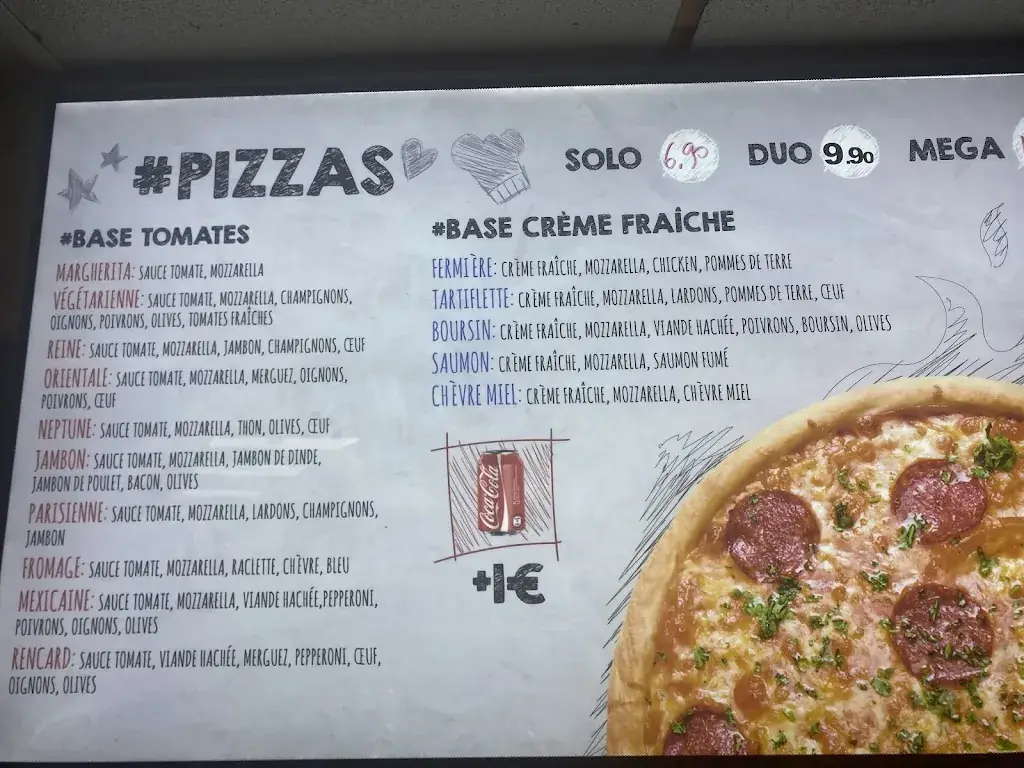 #PIZZAS
SOLO 6.90 DUO 9.90 MEGA
#BASE TOMATES
MARGHERITA: SAUCE TOMATE, MOZZARELLA
VÉGÉTARIENNE: SAUCE TOMATE, MOZZARELLA, CHAMPIGNONS,
OIGNONS, POIVRONS, OLIVES, TOMATES FRAÎCHES
REINE: SAUCE TOMATE, MOZZARELLA, JAMBON, CHAMPIGNONS, ŒUF
ORIENTALE: SAUCE TOMATE, MOZZARELLA, MERGUEZ, OIGNONS,
POIVRONS, ŒUF
NEPTUNE: SAUCE TOMATE, MOZZARELLA, THON, OLIVES, ŒUF
JAMBON: SAUCE TOMATE, MOZZARELLA, JAMBON DE DINDE,
JAMBON DE POULET, BACON, OLIVES
PARISIENNE: SAUCE TOMATE, MOZZARELLA, LARDONS, CHAMPIGNONS,
JAMBON
FROMAGE: SAUCE TOMATE, MOZZARELLA, RACLETTE, CHÈVRE, BLEU
MEXICAINE: SAUCE TOMATE, MOZZARELLA, VIANDE HACHÉE,PEPPERONI,
POIVRONS, OIGNONS, OLIVES
RENCARD: SAUCE TOMATE, VIANDE HACHÉE, MERGUEZ, PEPPERONI, ŒUF,
OIGNONS, OLIVES
#BASE CRÈME FRAÎCHE
FERMIÈRE: CRÈME FRAÎCHE, MOZZARELLA, CHICKEN, POMMES DE TERRE
TARTIFLETTE: CRÈME FRAÎCHE, MOZZARELLA, LARDONS, POMMES DE TERRE, ŒUF
BOURSIN: CRÈME FRAÎCHE, MOZZARELLA, VIANDE HACHÉE, POIVRONS, BOURSIN, OLIVES
SAUMON: CRÈME FRAÎCHE, MOZZARELLA, SAUMON FUMÉ
CHÈVRE MIEL: CRÈME FRAÎCHE, MOZZARELLA, CHÈVRE MIEL
Coca-Cola
+1€